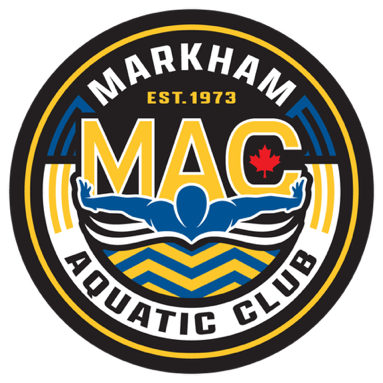 MARKHAM
EST. 1973
MAC
AQUATIC CLUB